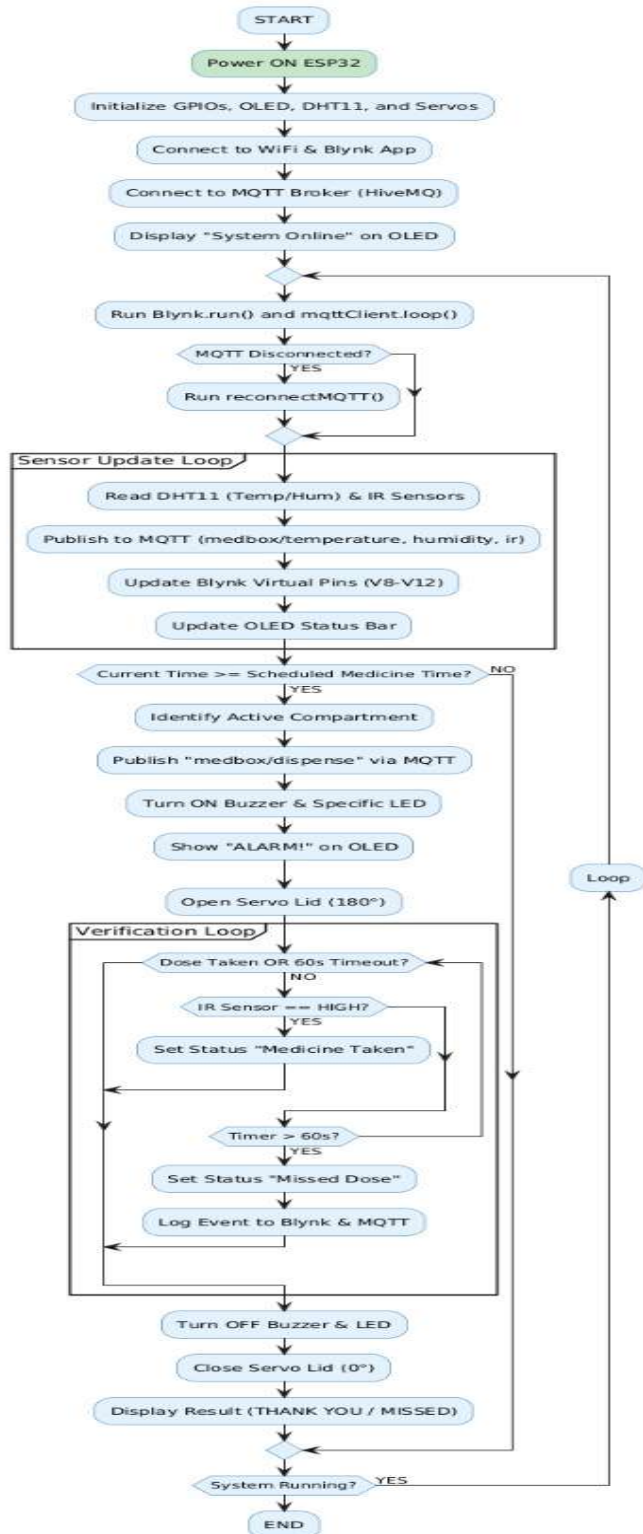 START
Power ON ESP32
Initialize GPIOs, OLED, DHT11, and Servos
Connect to WiFi & Blynk App
Connect to MQTT Broker (HiveMQ)
Display "System Online" on OLED
Run Blynk.run() and mqttClient.loop()
MQTT Disconnected?
YES
Run reconnectMQTT()
Sensor Update Loop
Read DHT11 (Temp/Hum) & IR Sensors
Publish to MQTT (medbox/temperature, humidity, ir)
Update Blynk Virtual Pins (V8-V12)
Update OLED Status Bar
Current Time >= Scheduled Medicine Time?
NO
YES
Identify Active Compartment
Publish "medbox/dispense" via MQTT
Turn ON Buzzer & Specific LED
Show "ALARM!" on OLED
Loop
Open Servo Lid (180°)
Verification Loop
Dose Taken OR 60s Timeout?
NO
IR Sensor == HIGH?
YES
Set Status "Medicine Taken"
Timer > 60s?
YES
Set Status "Missed Dose"
Log Event to Blynk & MQTT
Turn OFF Buzzer & LED
Close Servo Lid (0°)
Display Result (THANK YOU / MISSED)
System Running?
YES
END